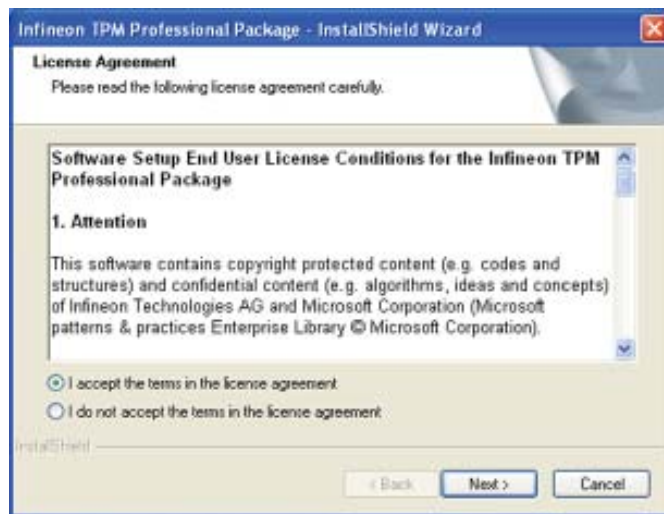 Infineon TPM Professional Package - InstallShield Wizard
License Agreement
Please read the following license agreement carefully.
Software Setup End User License Conditions for the Infineon TPM
Professional Package
1. Attention
This software contains copyright protected content (e.g. codes and
structures) and confidential content (e.g. algorithms, ideas and concepts)
of Infineon Technologies AG and Microsoft Corporation (Microsoft
patterns & practices Enterprise Library © Microsoft Corporation).
I accept the terms in the license agreement
I do not accept the terms in the license agreement
InstallShield
< Back
Next >
Cancel